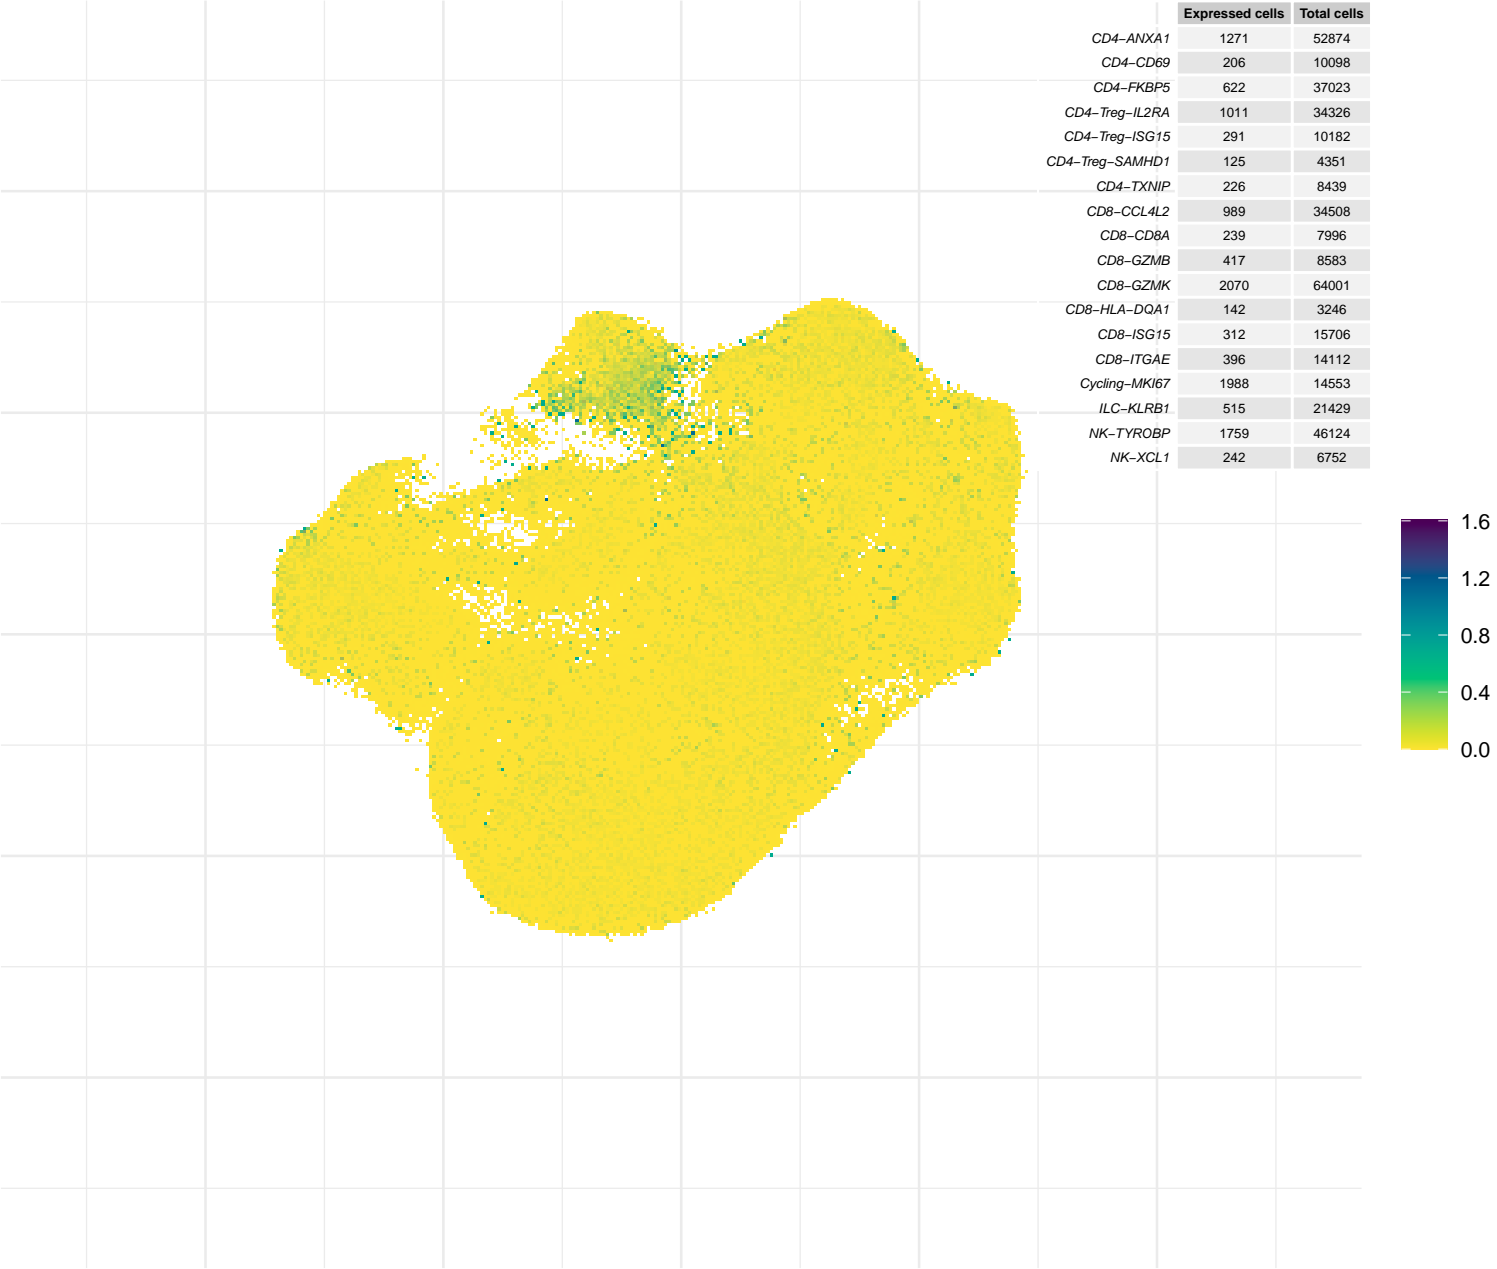 Expressed cells Total cells
CD4−ANXA1 1271 52874
CD4−CD69 206 10098
CD4−FKBP5 622 37023
CD4−Treg−IL2RA 1011 34326
CD4−Treg−ISG15 291 10182
CD4−Treg−SAMHD1 125 4351
CD4−TXNIP 226 8439
CD8−CCL4L2 989 34508
CD8−CD8A 239 7996
CD8−GZMB 417 8583
CD8−GZMK 2070 64001
CD8−HLA−DQA1 142 3246
CD8−ISG15 312 15706
CD8−ITGAE 396 14112
Cycling−MKI67 1988 14553
ILC−KLRB1 515 21429
NK−TYROBP 1759 46124
NK−XCL1 242 6752
1.6
1.2
0.8
0.4
0.0